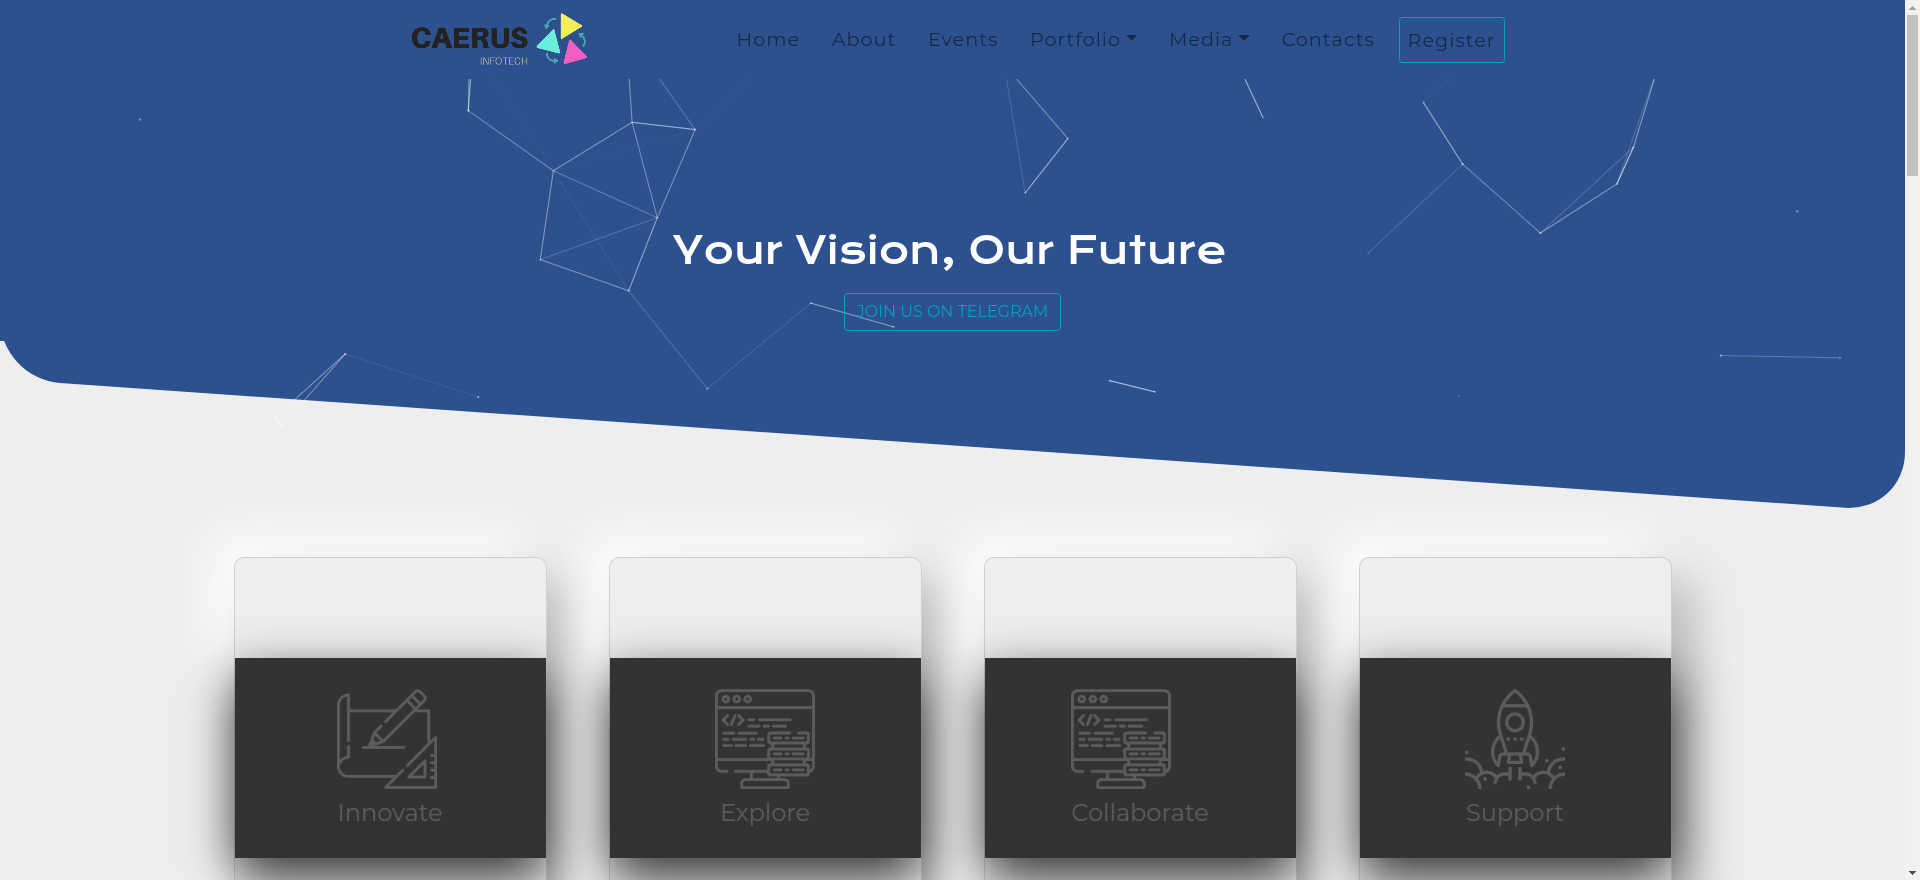 CAERUS
INFOTECH
Home About Events Portfolio Media Contacts Register
Your Vision, Our Future
JOIN US ON TELEGRAM
Innovate Explore Collaborate Support